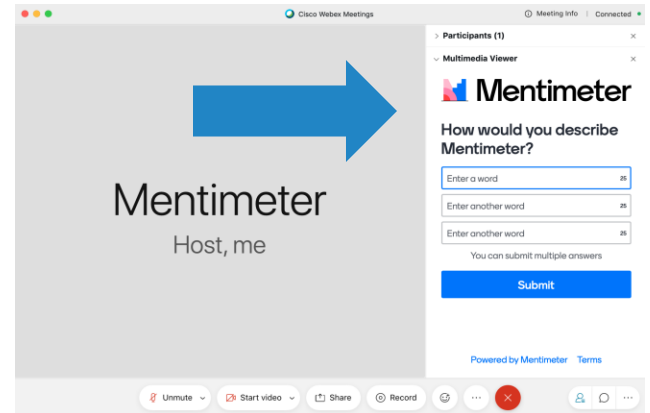 Cisco Webex Meetings
Meeting Info
Connected
Participants (1)
Multimedia Viewer
Mentimeter
How would you describe
Mentimeter?
Enter a word 25
Enter another word 25
Enter another word 25
You can submit multiple answers
Submit
Powered by Mentimeter Terms
Mentimeter
Host, me
Unmute
Start video
Share
Record